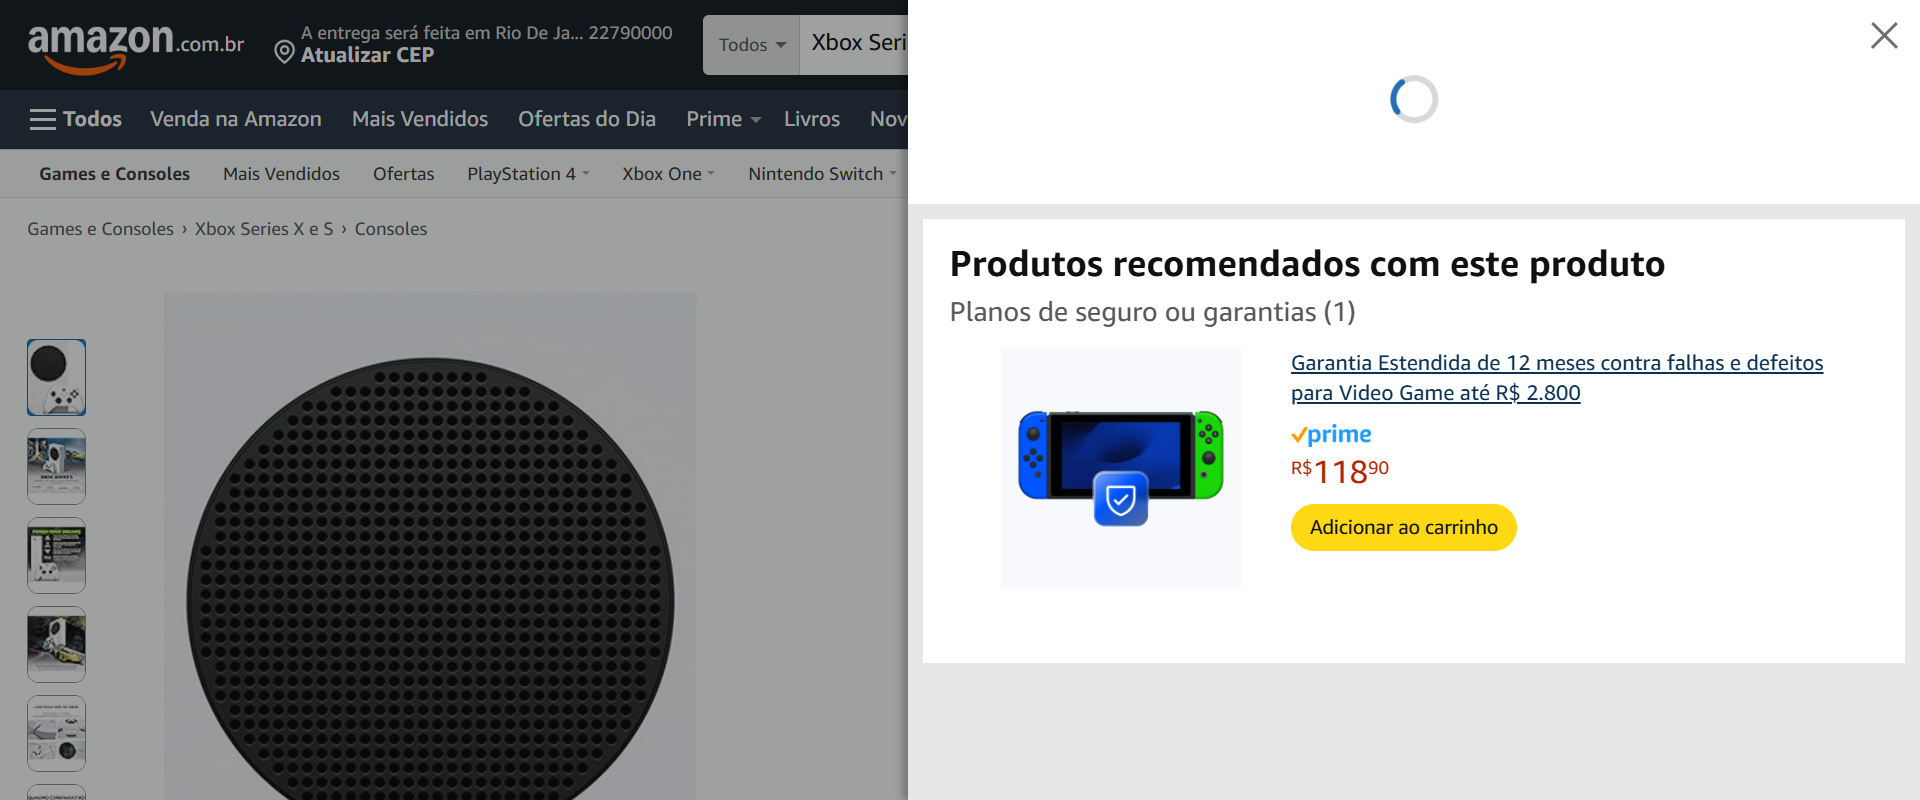 amazon.com.br
A entrega será feita em Rio De Ja... 22790000
Atualizar CEP
Todos
Xbox Seri
Todos
Venda na Amazon
Mais Vendidos
Ofertas do Dia
Prime
Livros
Nov
Games e Consoles
Mais Vendidos
Ofertas
PlayStation 4
Xbox One
Nintendo Switch
Games e Consoles › Xbox Series X e S › Consoles
Produtos recomendados com este produto
Planos de seguro ou garantias (1)
Garantia Estendida de 12 meses contra falhas e defeitos
para Video Game até R$ 2.800
prime
R$11890
Adicionar ao carrinho